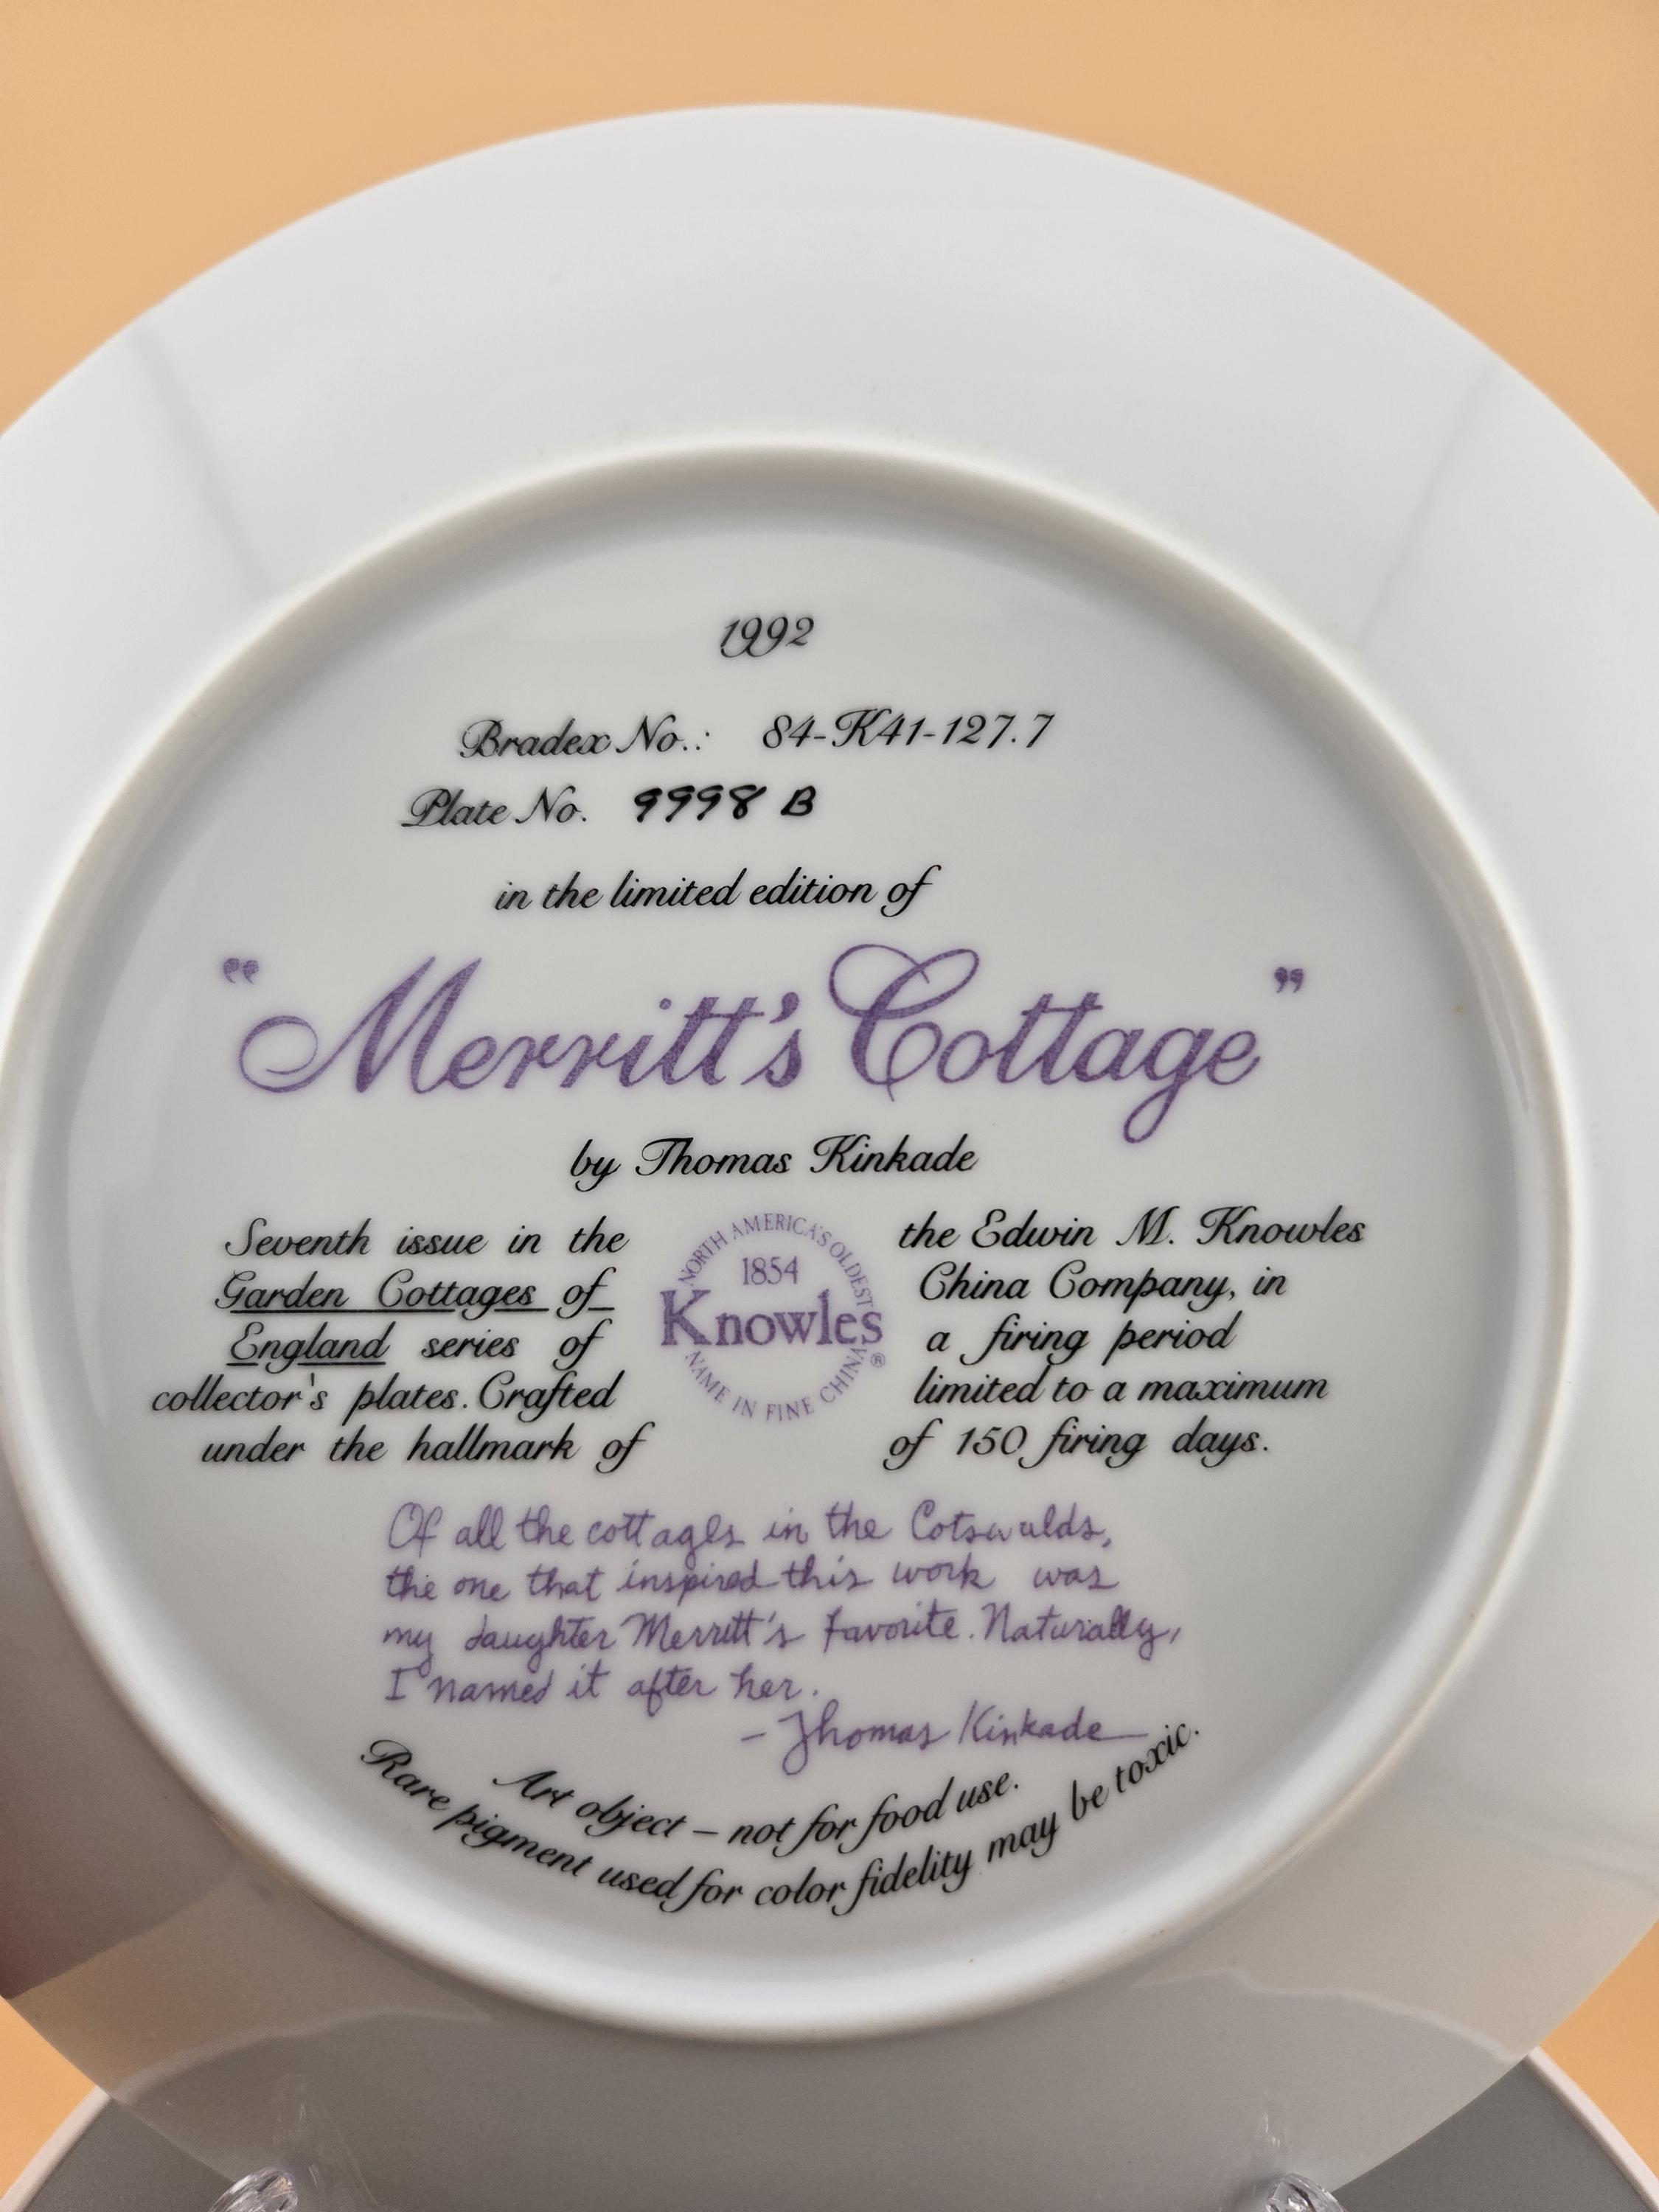 1992
Bradex No.: 84-K41-127.7
Plate No. 9998 B
in the limited edition of
"Merritt's Cottage"
by Thomas Kinkade
Seventh issue in the
Garden Cottages of
England series of
collector's plates. Crafted
under the hallmark of
NORTH AMERICA'S OLDEST
1854
Knowles®
NAME IN FINE CHINA
the Edwin M. Knowles
China Company, in
a firing period
limited to a maximum
of 150 firing days.
Of all the cottages in the Cotswolds,
the one that inspired this work was
my daughter Merritt's favorite. Naturally,
I named it after her.
- Thomas Kinkade
Art object – not for food use.
Rare pigment used for color fidelity may be toxic.